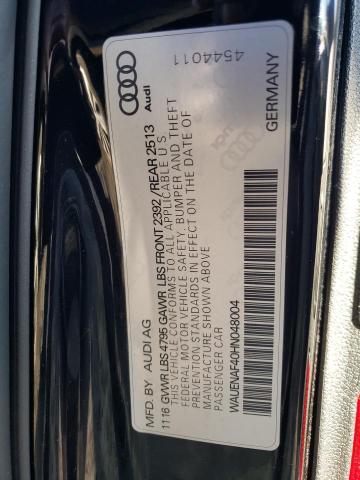 MFD. BY AUDI AG
1116 GVWR LBS 4795 GAWR LBS FRONT 2392 / REAR 2513
THIS VEHICLE CONFORMS TO ALL APPLICABLE U S
FEDERAL MOTOR VEHICLE SAFETY, BUMPER AND THEFT
PREVENTION STANDARDS IN EFFECT ON THE DATE OF
MANUFACTURE SHOWN ABOVE
PASSENGER CAR
WAUENAF40HN048004
GERMANY
Audi
4544011